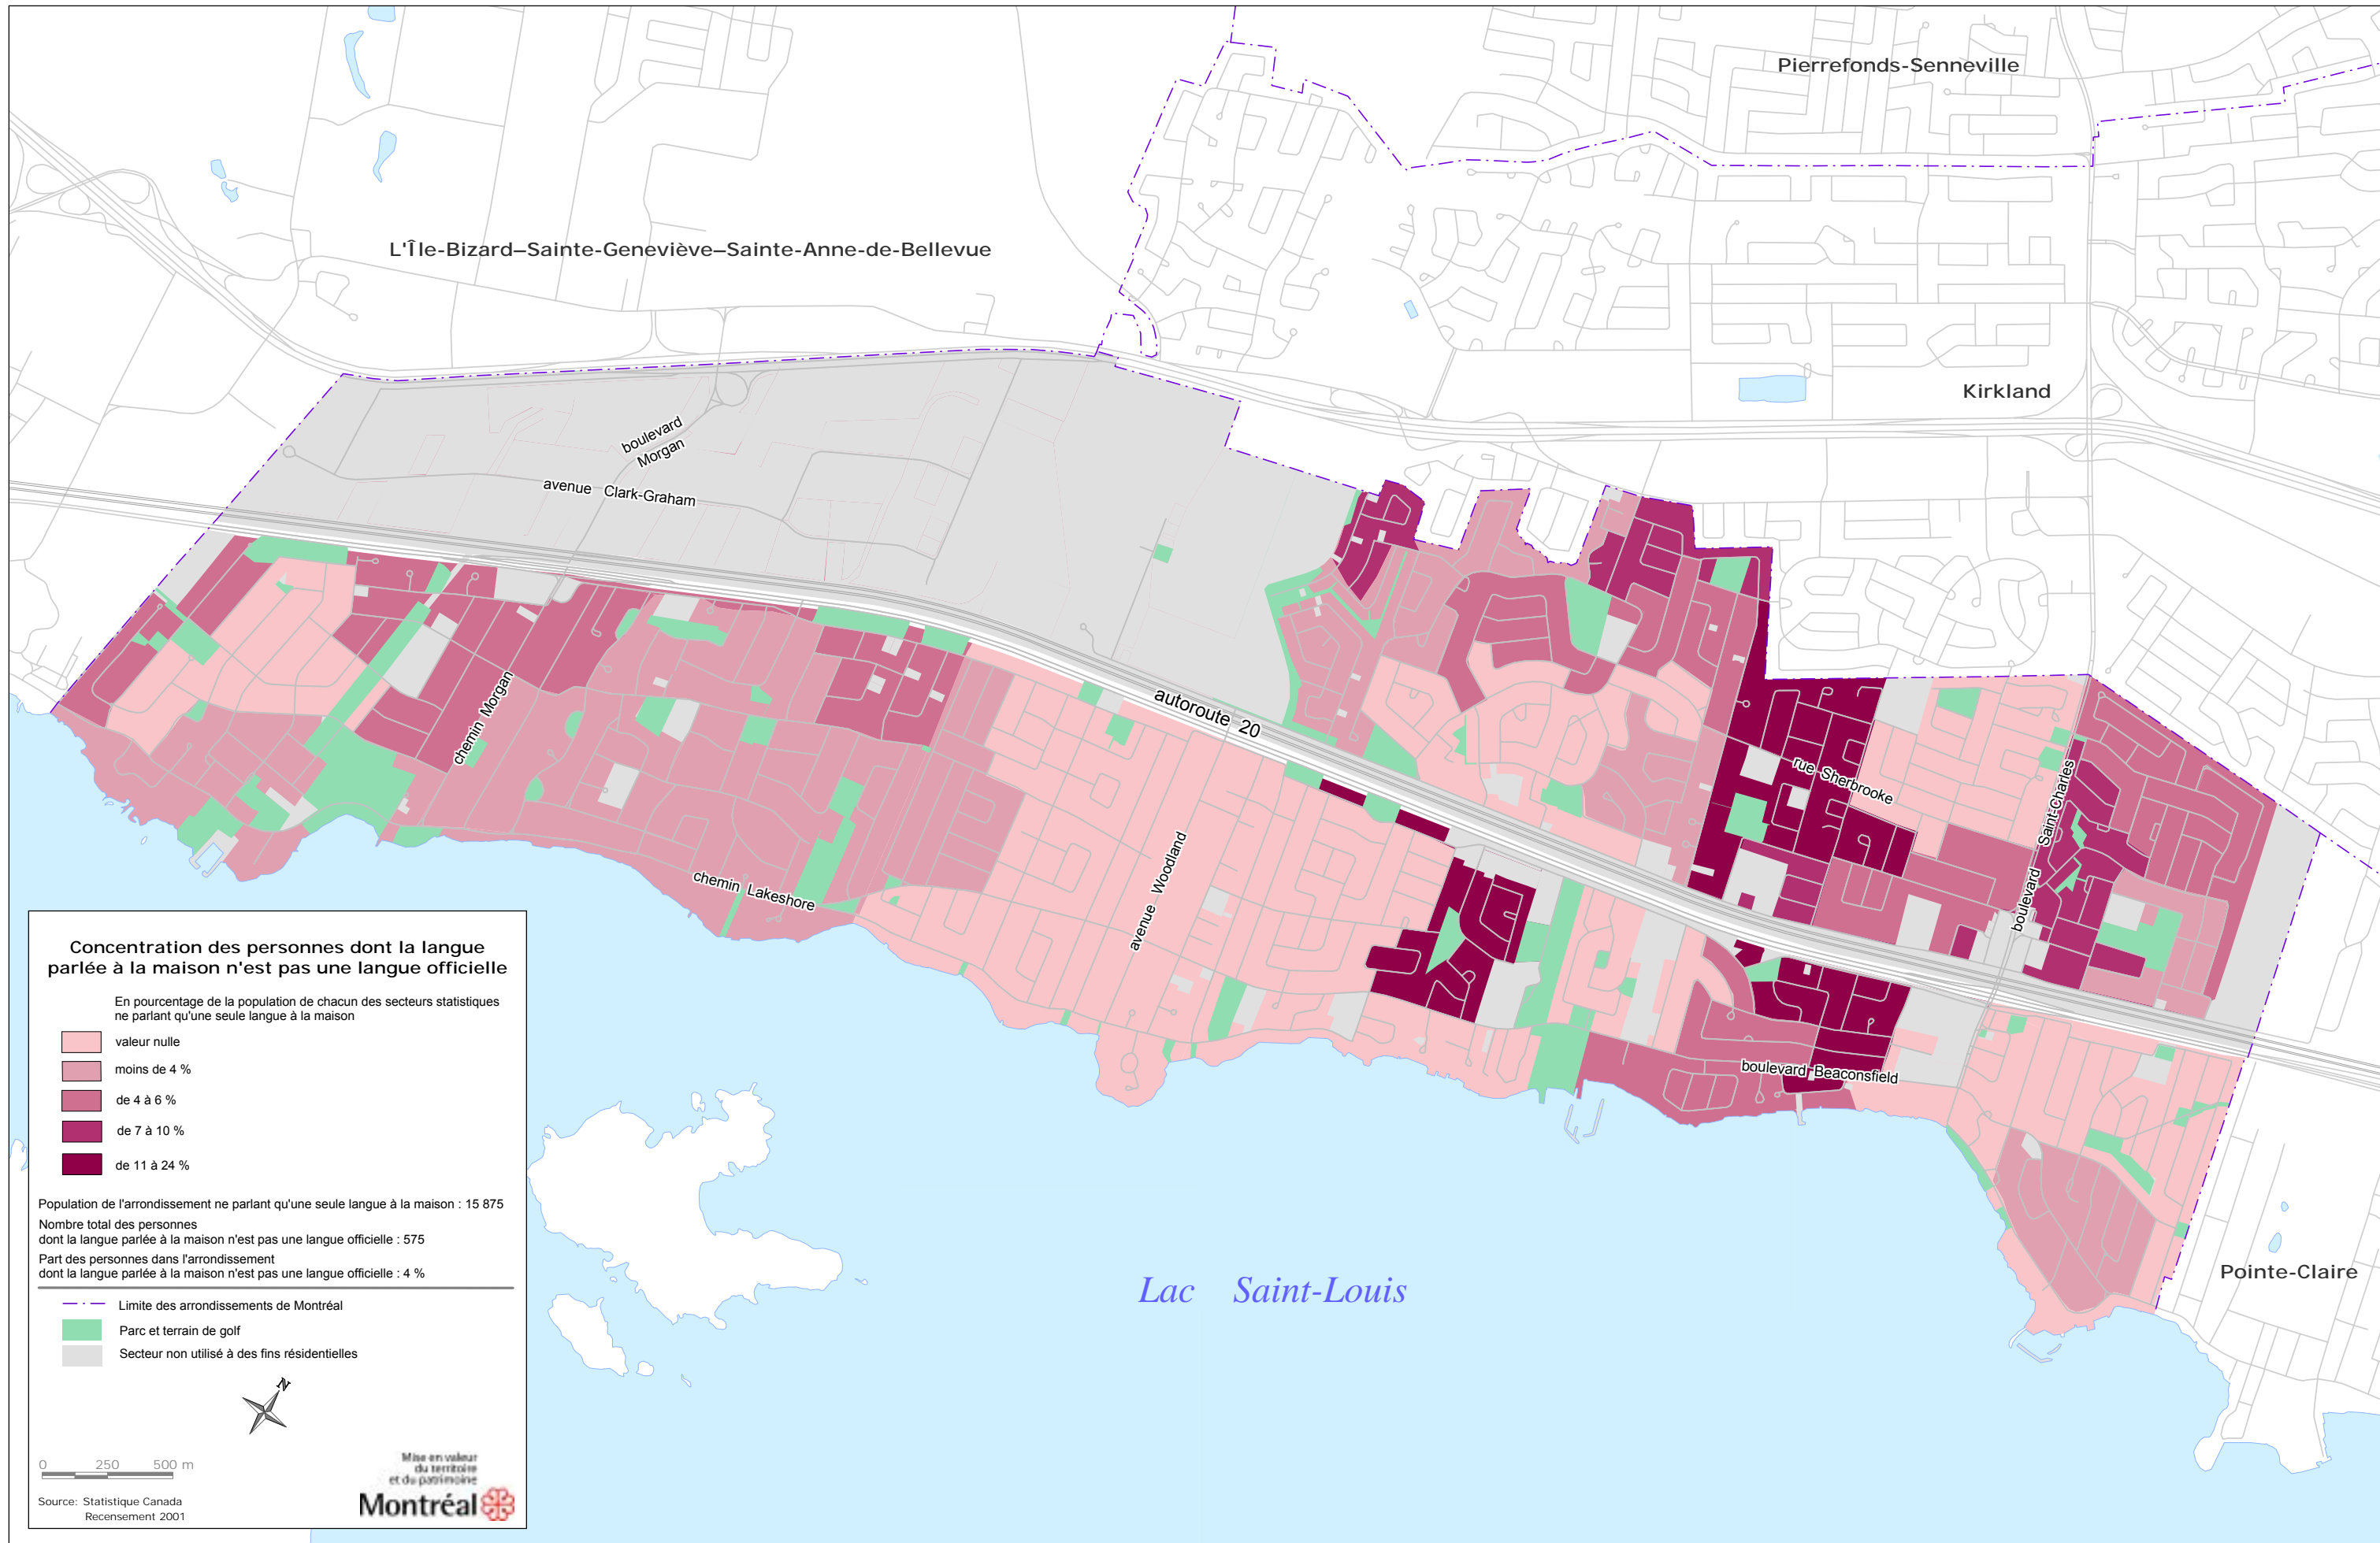 Pierrefonds-Senneville
L'Île-Bizard–Sainte-Geneviève–Sainte-Anne-de-Bellevue
Kirkland
boulevard
Morgan
avenue Clark-Graham
autoroute 20
chemin Morgan
rue Sherbrooke
boulevard Saint-Charles
avenue Woodland
chemin Lakeshore
boulevard Beaconsfield
Lac Saint-Louis
Pointe-Claire
Concentration des personnes dont la langue
parlée à la maison n'est pas une langue officielle
En pourcentage de la population de chacun des secteurs statistiques
ne parlant qu'une seule langue à la maison
valeur nulle
moins de 4 %
de 4 à 6 %
de 7 à 10 %
de 11 à 24 %
Population de l'arrondissement ne parlant qu'une seule langue à la maison : 15 875
Nombre total des personnes
dont la langue parlée à la maison n'est pas une langue officielle : 575
Part des personnes dans l'arrondissement
dont la langue parlée à la maison n'est pas une langue officielle : 4 %
Limite des arrondissements de Montréal
Parc et terrain de golf
Secteur non utilisé à des fins résidentielles
N
0 250 500 m
Mise en valeur
du territoire
et du patrimoine
Montréal
Source: Statistique Canada
Recensement 2001